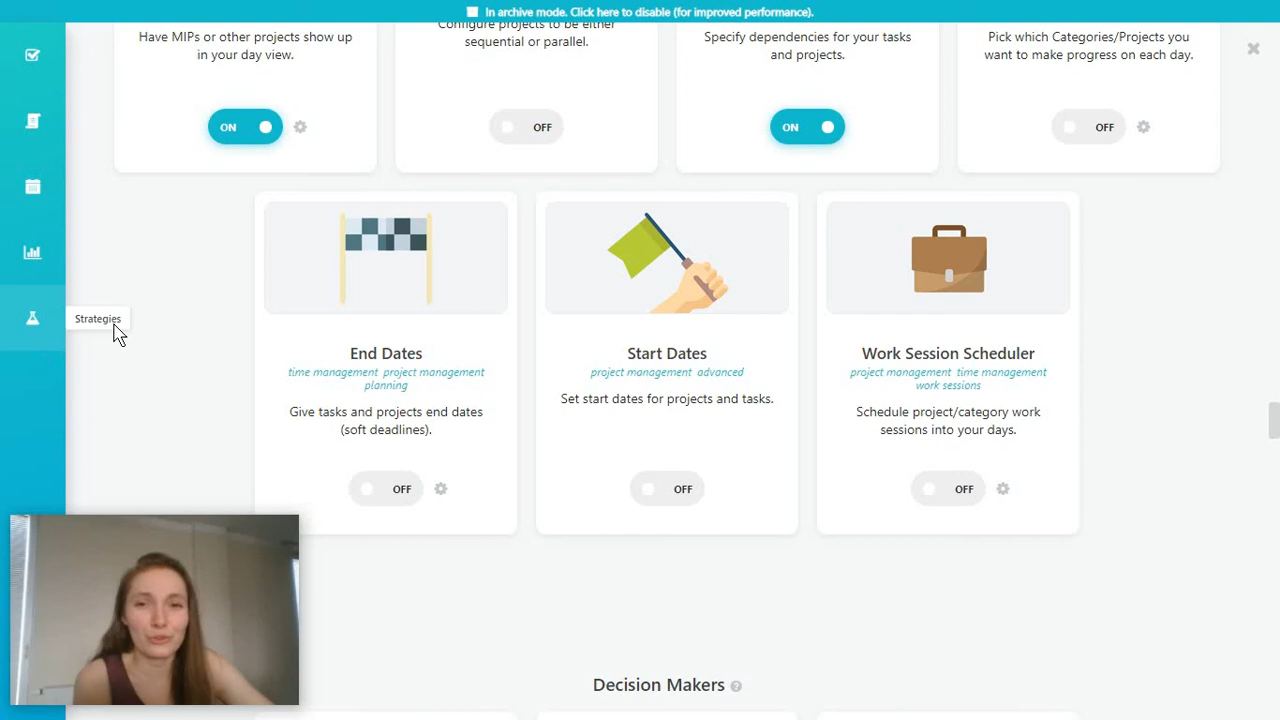 In archive mode. Click here to disable (for improved performance).
Have MIPs or other projects show up
in your day view.
ON
Configure projects to be either
sequential or parallel.
OFF
Specify dependencies for your tasks
and projects.
ON
Pick which Categories/Projects you
want to make progress on each day.
OFF
Strategies
End Dates
time management project management
planning
Give tasks and projects end dates
(soft deadlines).
OFF
Start Dates
project management advanced
Set start dates for projects and tasks.
OFF
Work Session Scheduler
project management time management
work sessions
Schedule project/category work
sessions into your days.
OFF
Decision Makers